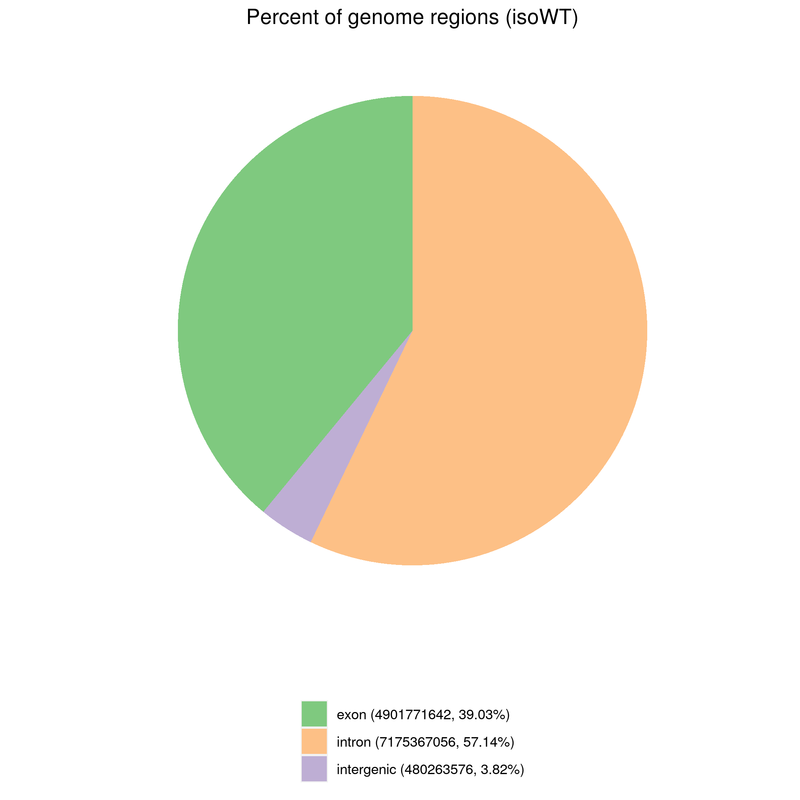 Percent of genome regions (isoWT)
exon (4901771642, 39.03%)
intron (7175367056, 57.14%)
intergenic (480263576, 3.82%)